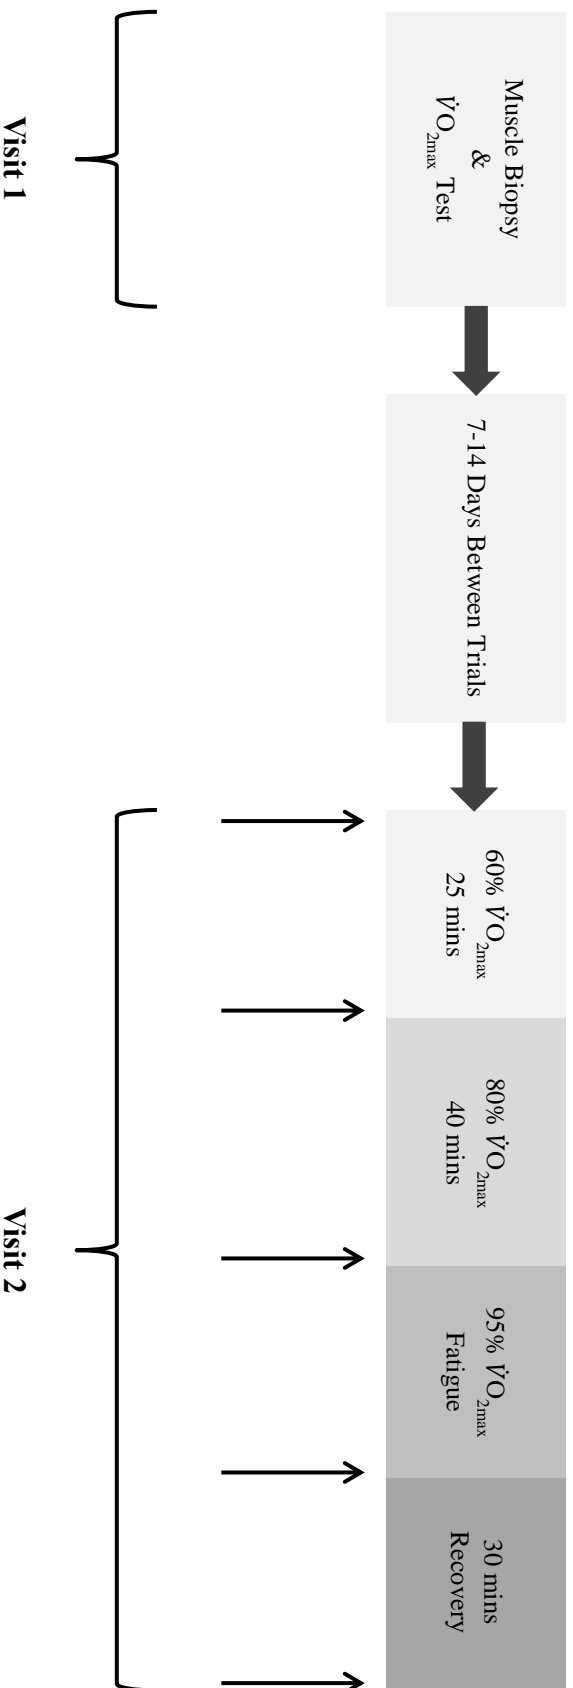 Muscle Biopsy
&
V̇O2max Test
7-14 Days Between Trials
60% V̇O2max
25 mins
80% V̇O2max
40 mins
95% V̇O2max
Fatigue
30 mins
Recovery
Visit 1
Visit 2